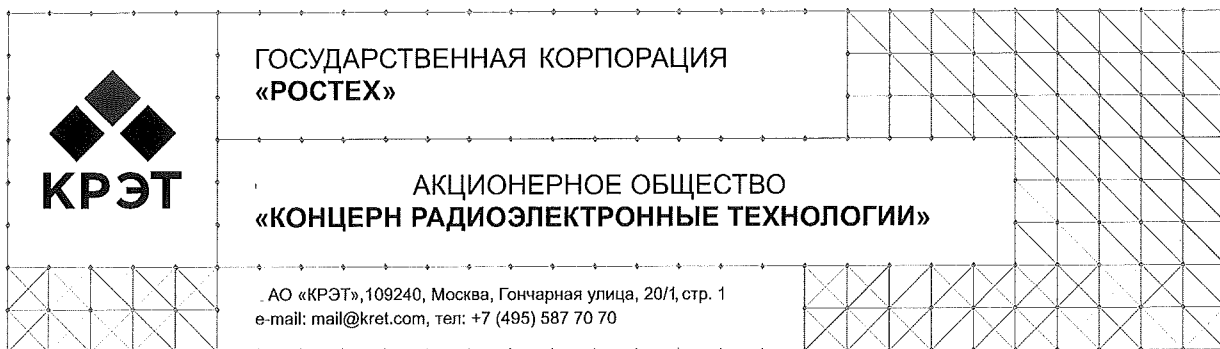 ГОСУДАРСТВЕННАЯ КОРПОРАЦИЯ
«РОСТЕХ»
КРЭТ
АКЦИОНЕРНОЕ ОБЩЕСТВО
«КОНЦЕРН РАДИОЭЛЕКТРОННЫЕ ТЕХНОЛОГИИ»
АО «КРЭТ»,109240, Москва, Гончарная улица, 20/1, стр. 1
e-mail: mail@kret.com, тел: +7 (495) 587 70 70